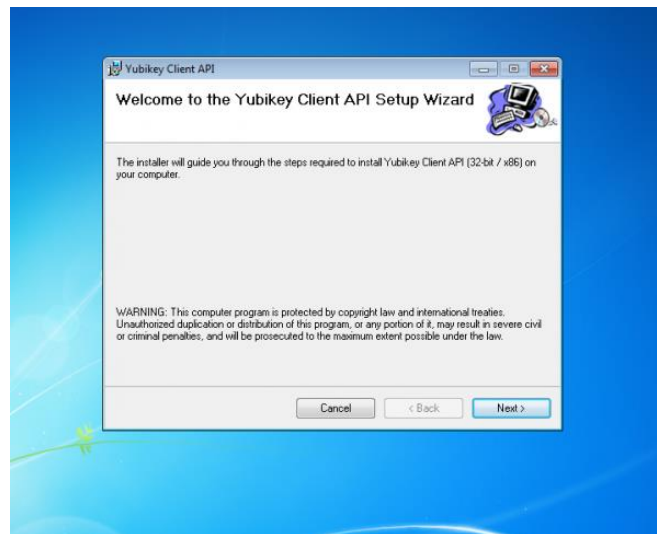 Yubikey Client API
Welcome to the Yubikey Client API Setup Wizard
The installer will guide you through the steps required to install Yubikey Client API (32-bit / x86) on
your computer.
WARNING: This computer program is protected by copyright law and international treaties.
Unauthorized duplication or distribution of this program, or any portion of it, may result in severe civil
or criminal penalties, and will be prosecuted to the maximum extent possible under the law.
Cancel < Back Next >